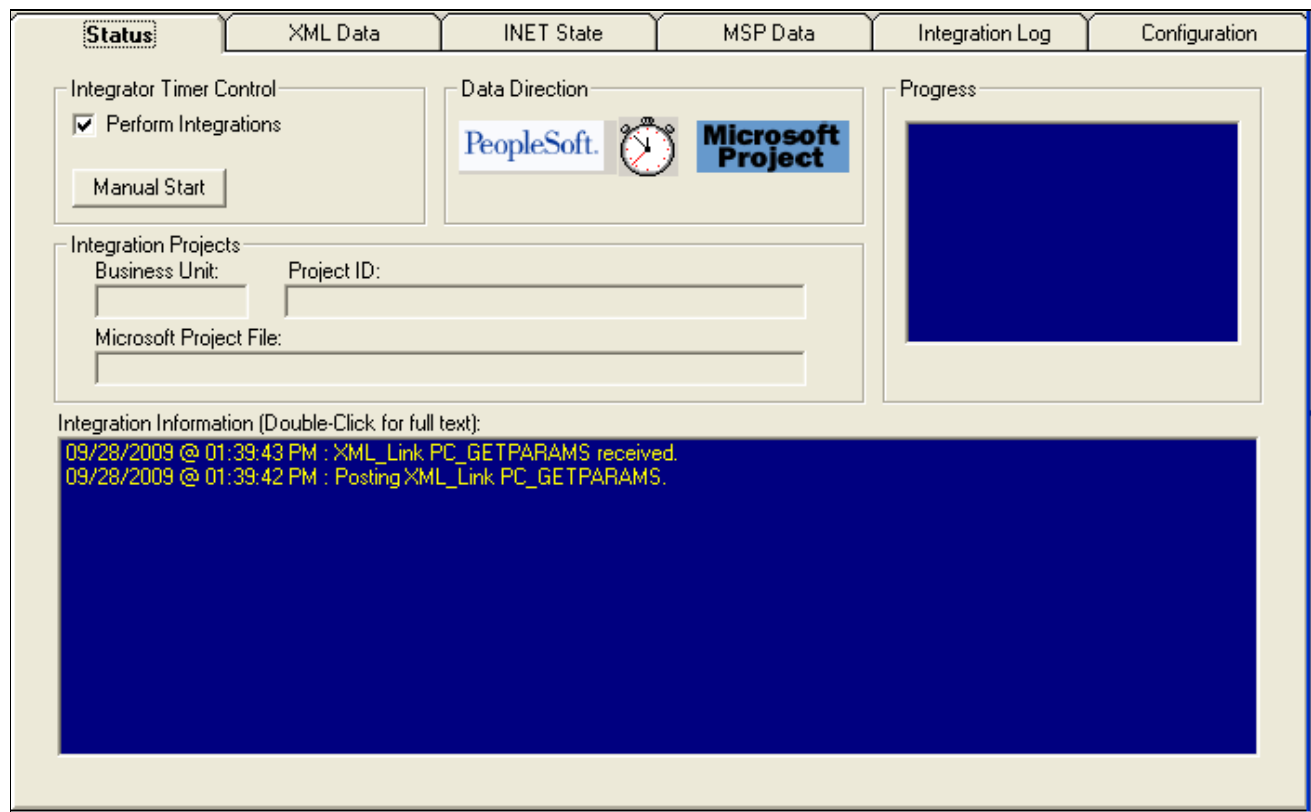 Status XML Data INET State MSP Data Integration Log Configuration
Integrator Timer Control
Perform Integrations
Manual Start
Data Direction
PeopleSoft.
Microsoft
Project
Progress
Integration Projects
Business Unit: Project ID:
Microsoft Project File:
Integration Information (Double-Click for full text):
09/28/2009 @ 01:39:43 PM : XML_Link PC_GETPARAMS received.
09/28/2009 @ 01:39:42 PM : Posting XML_Link PC_GETPARAMS.